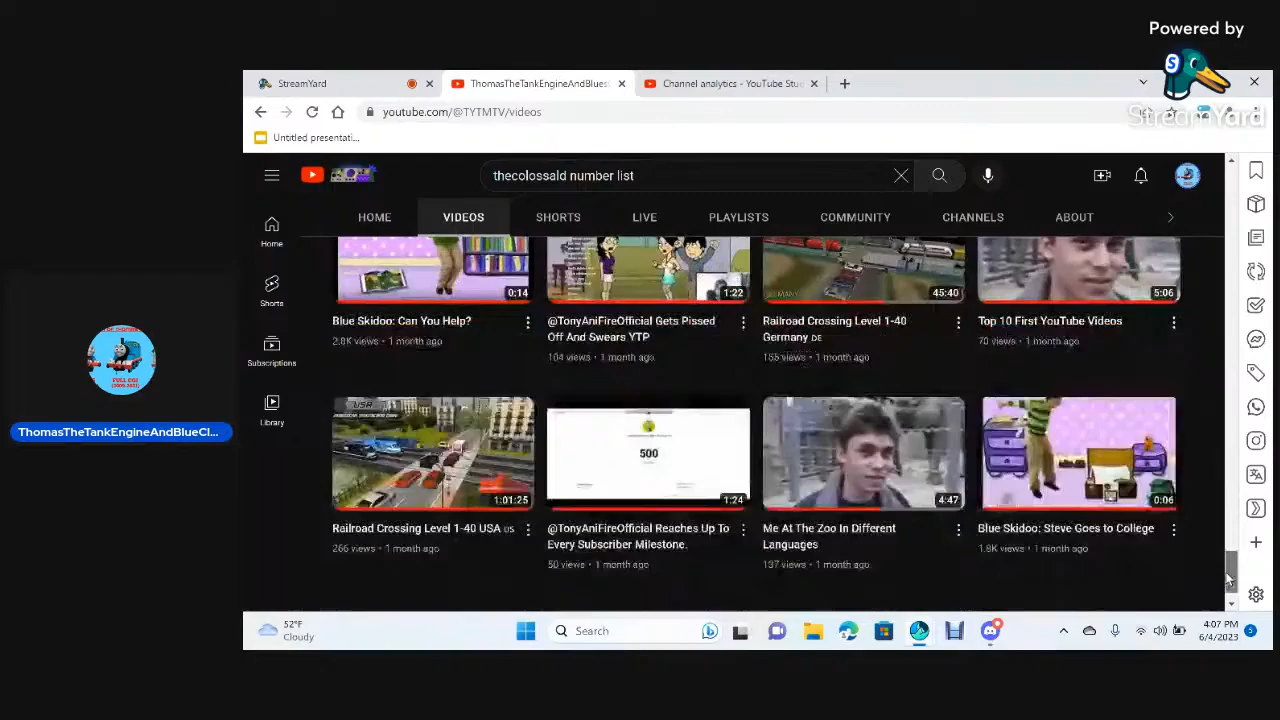 Powered by
StreamYard
StreamYard
ThomasTheTankEngineAndBlues
Channel analytics - YouTube Stu
youtube.com/@TYTMTV/videos
Untitled presentati...
thecolossald number list
HOME
VIDEOS
SHORTS
LIVE
PLAYLISTS
COMMUNITY
CHANNELS
ABOUT
Home
Shorts
Subscriptions
Library
0:14
1:22
45:40
5:06
Blue Skidoo: Can You Help?
2.8K views • 1 month ago
@TonyAniFireOfficial Gets Pissed
Off And Swears YTP
104 views • 1 month ago
Railroad Crossing Level 1-40
Germany DE
155 views • 1 month ago
Top 10 First YouTube Videos
70 views • 1 month ago
FULL CGI
ThomasTheTankEngineAndBlueCl...
USA
500
1:01:25
1:24
4:47
0:06
Railroad Crossing Level 1-40 USA US
266 views • 1 month ago
@TonyAniFireOfficial Reaches Up To
Every Subscriber Milestone.
50 views • 1 month ago
Me At The Zoo In Different
Languages
137 views • 1 month ago
Blue Skidoo: Steve Goes to College
1.8K views • 1 month ago
52°F
Cloudy
Search
4:07 PM
6/4/2023